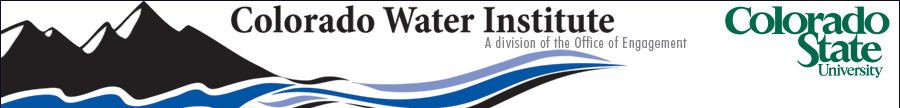 Colorado Water Institute
A division of the Office of Engagement
Colorado
State
University